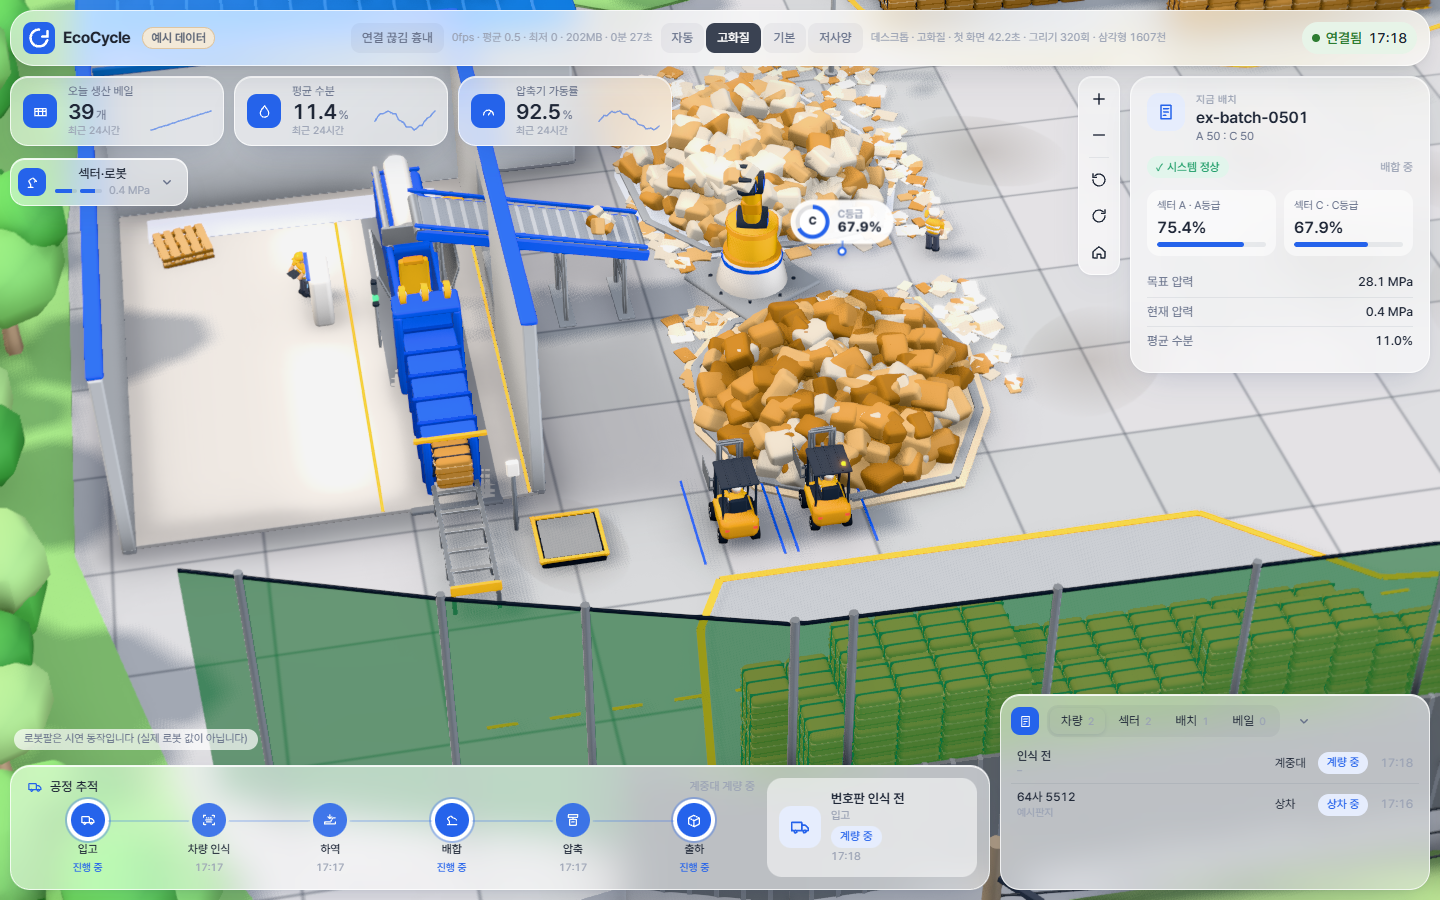 EcoCycle 예시 데이터
연결 끊김 흉내 0fps · 평균 0.5 · 최저 0 · 202MB · 0분 27초 자동 고화질 기본 저사양 데스크톱 · 고화질 · 첫 화면 42.2초 · 그리기 320회 · 삼각형 1607천
연결됨 17:18
오늘 생산 베일
39개
최근 24시간
평균 수분
11.4%
최근 24시간
압축기 가동률
92.5%
최근 24시간
섹터·로봇
0.4 MPa
C
C등급
67.9%
지금 배치
ex-batch-0501
A 50 : C 50
✓ 시스템 정상 배합 중
섹터 A · A등급
75.4%
섹터 C · C등급
67.9%
목표 압력 28.1 MPa
현재 압력 0.4 MPa
평균 수분 11.0%
로봇팔은 시연 동작입니다 (실제 로봇 값이 아닙니다)
공정 추적 계중대 계량 중
입고 차량 인식 하역 배합 압축 출하
진행 중 17:17 17:17 진행 중 17:17 진행 중
번호판 인식 전
입고
계량 중
17:18
차량 2 섹터 2 배치 1 베일 0
인식 전 계중대 계량 중 17:18
–
64사 5512 상차 상차 중 17:16
예시판지